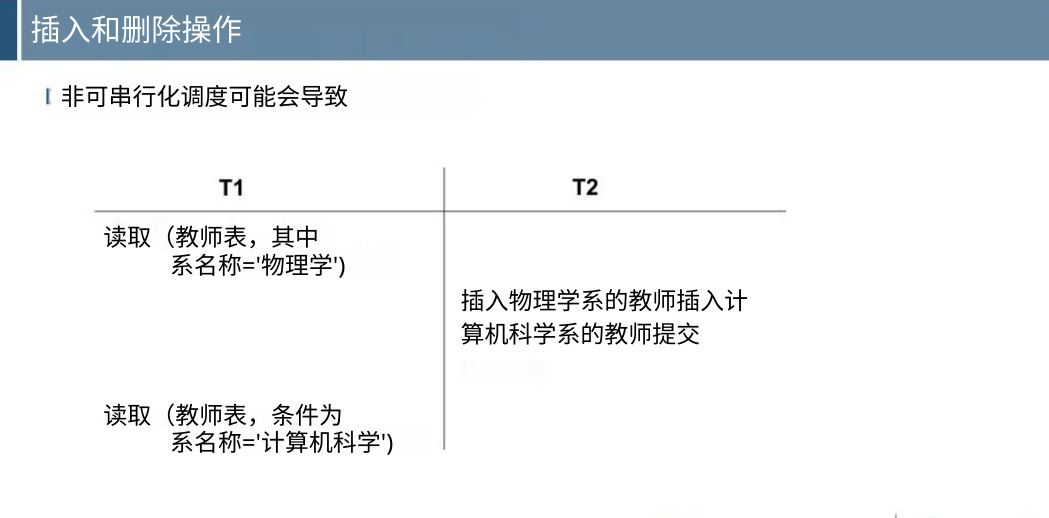 插入和删除操作
非可串行化调度可能会导致
T1
T2
读取（教师表，其中
系名称='物理学')
插入物理学系的教师插入计
算机科学系的教师提交
读取（教师表，条件为
系名称='计算机科学')